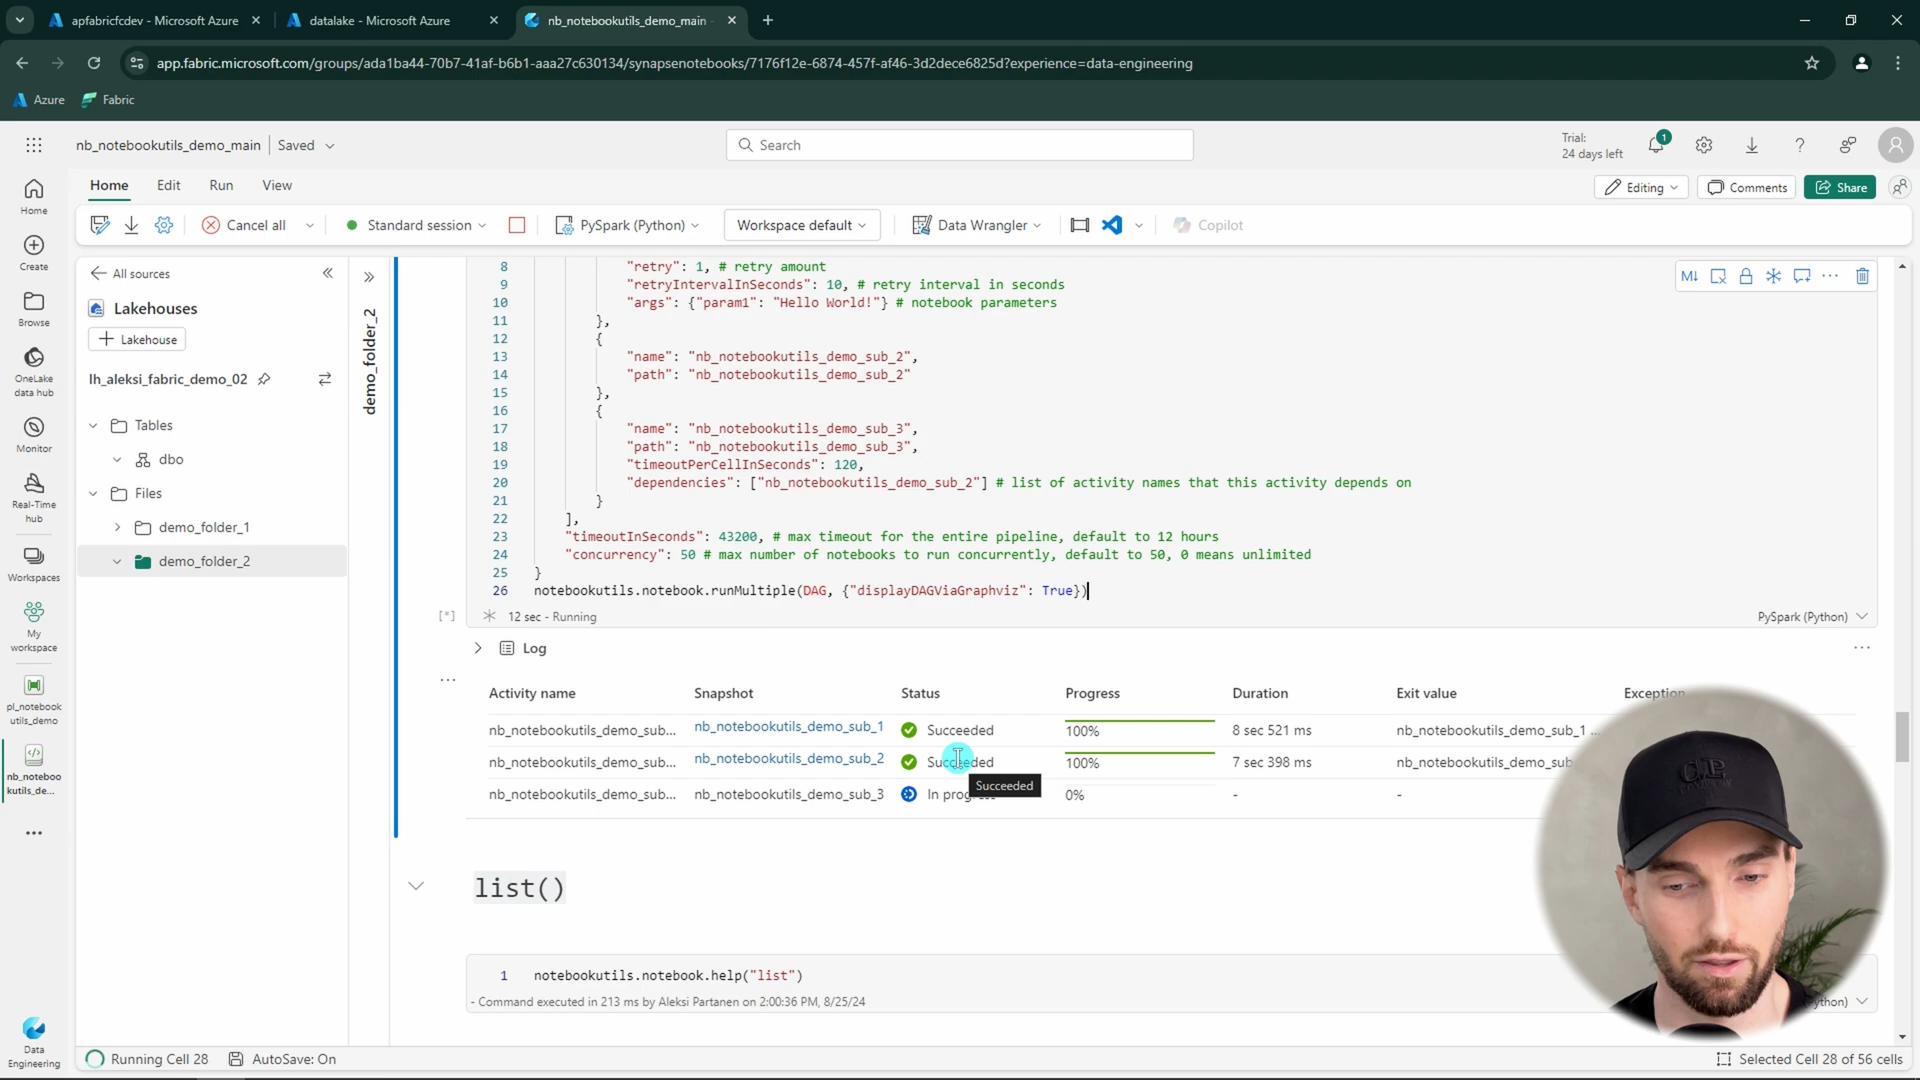 apfabricfcdev - Microsoft Azure
datalake - Microsoft Azure
nb_notebookutils_demo_main
app.fabric.microsoft.com/groups/ada1ba44-70b7-41af-b6b1-aaa27c630134/synapsenotebooks/7176f12e-6874-457f-af46-3d2dece6825d?experience=data-engineering
Azure
Fabric
nb_notebookutils_demo_main
Saved
Search
Trial:
24 days left
1
Home
Edit
Run
View
Editing
Comments
Share
Cancel all
Standard session
PySpark (Python)
Workspace default
Data Wrangler
Copilot
Home
Create
Browse
OneLake
data hub
Monitor
Real-Time
hub
Workspaces
My
workspace
pl_notebook
utils_demo
nb_noteboo
kutils_de...
Data
Engineering
All sources
Lakehouses
Lakehouse
lh_aleksi_fabric_demo_02
Tables
dbo
Files
demo_folder_1
demo_folder_2
demo_folder_2
8 "retry": 1, # retry amount
9 "retryIntervalInSeconds": 10, # retry interval in seconds
10 "args": {"param1": "Hello World!"} # notebook parameters
11 },
12 {
13 "name": "nb_notebookutils_demo_sub_2",
14 "path": "nb_notebookutils_demo_sub_2"
15 },
16 {
17 "name": "nb_notebookutils_demo_sub_3",
18 "path": "nb_notebookutils_demo_sub_3",
19 "timeoutPerCellInSeconds": 120,
20 "dependencies": ["nb_notebookutils_demo_sub_2"] # list of activity names that this activity depends on
21 }
22 ],
23 "timeoutInSeconds": 43200, # max timeout for the entire pipeline, default to 12 hours
24 "concurrency": 50 # max number of notebooks to run concurrently, default to 50, 0 means unlimited
25 }
26 notebookutils.notebook.runMultiple(DAG, {"displayDAGViaGraphviz": True})
[*]
12 sec - Running
PySpark (Python)
Log
Activity name Snapshot Status Progress Duration Exit value Exception
nb_notebookutils_demo_sub... nb_notebookutils_demo_sub_1 Succeeded 100% 8 sec 521 ms nb_notebookutils_demo_sub_1 ...
nb_notebookutils_demo_sub... nb_notebookutils_demo_sub_2 Succeeded 100% 7 sec 398 ms nb_notebookutils_demo_sub
Succeeded
nb_notebookutils_demo_sub... nb_notebookutils_demo_sub_3 In 0% - -
list()
1 notebookutils.notebook.help("list")
- Command executed in 213 ms by Aleksi Partanen on 2:00:36 PM, 8/25/24
Running Cell 28
AutoSave: On
Selected Cell 28 of 56 cells